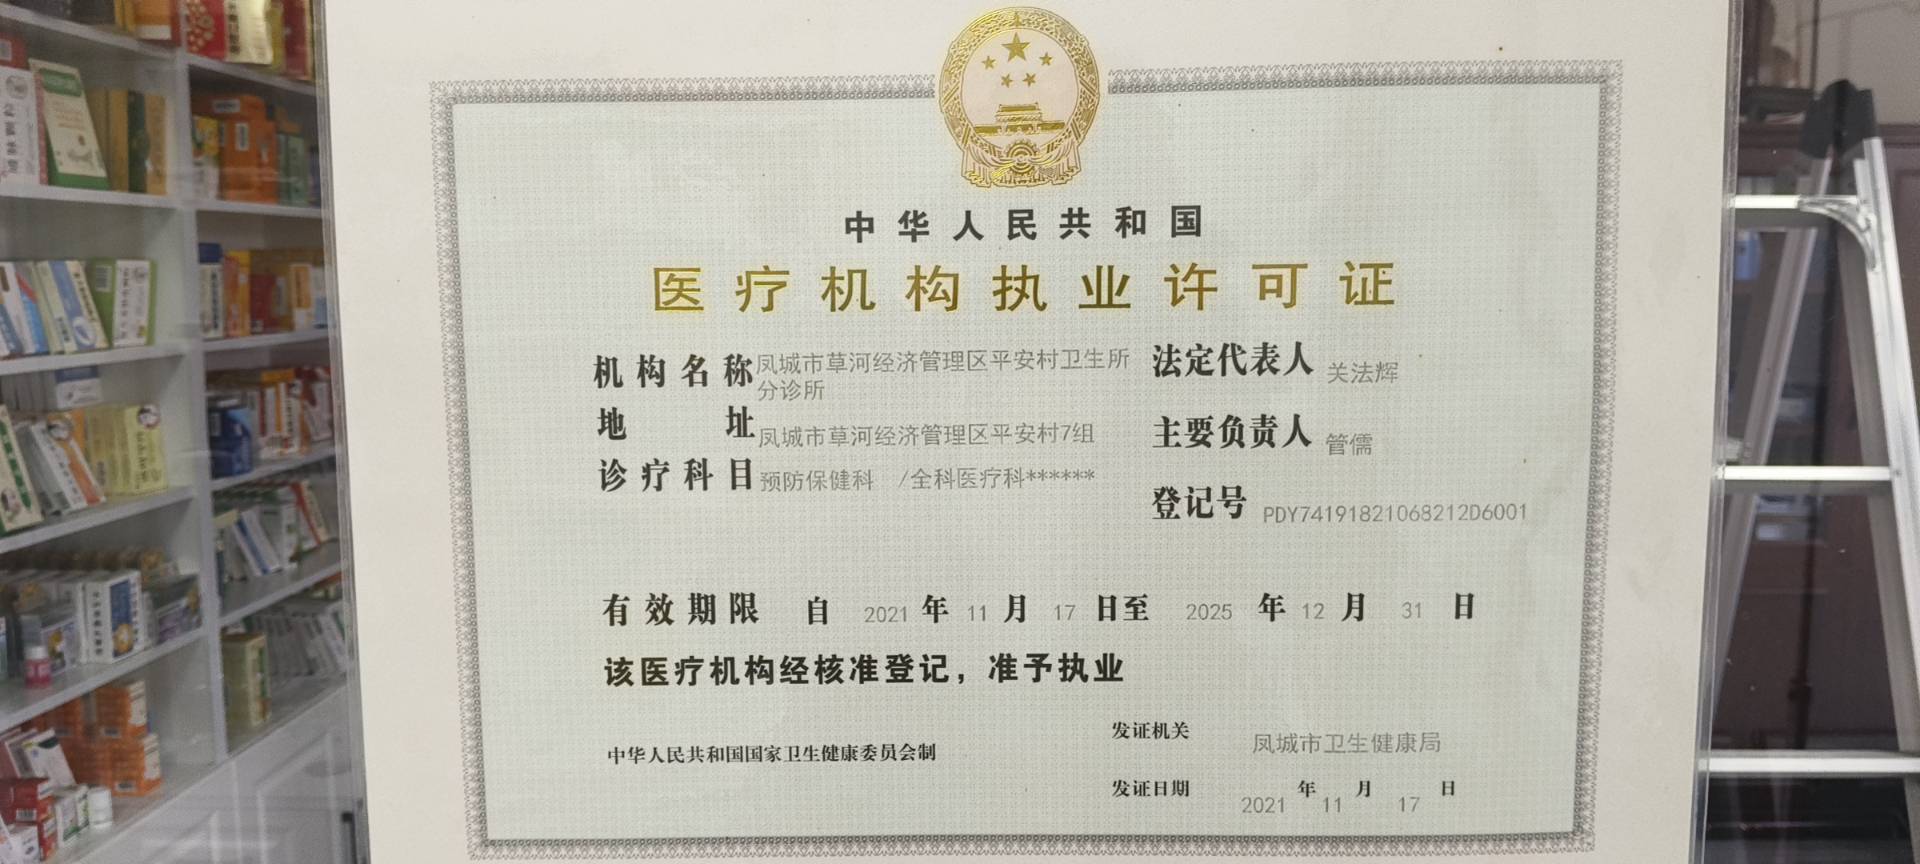 中华人民共和国
医疗机构执业许可证
机构名称 凤城市草河经济管理区平安村卫生所
分诊所
法定代表人 关法辉
地址 凤城市草河经济管理区平安村7组
主要负责人 管儒
诊疗科目 预防保健科 /全科医疗科******
登记号 PDY74191821068212D6001
有效期限 自 2021 年 11 月 17 日至 2025 年 12 月 31 日
该医疗机构经核准登记，准予执业
发证机关 凤城市卫生健康局
中华人民共和国国家卫生健康委员会制
发证日期 2021 年 11 月 17 日